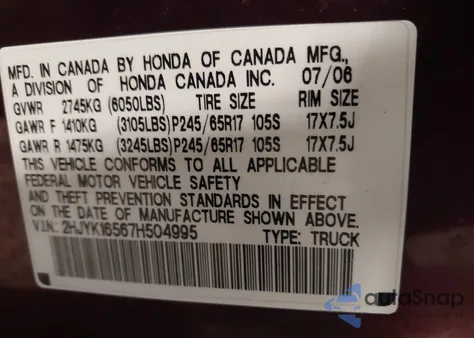 MFD. IN CANADA BY HONDA OF CANADA MFG.,
A DIVISION OF HONDA CANADA INC. 07/06
GVWR 2745KG (6050LBS) TIRE SIZE RIM SIZE
GAWR F 1410KG (3105LBS) P245/65R17 105S 17X7.5J
GAWR R 1475KG (3245LBS) P245/65R17 105S 17X7.5J
THIS VEHICLE CONFORMS TO ALL APPLICABLE
FEDERAL MOTOR VEHICLE SAFETY
AND THEFT PREVENTION STANDARDS IN EFFECT
ON THE DATE OF MANUFACTURE SHOWN ABOVE.
V.I.N.: 2HJYK16567H504995 TYPE: TRUCK
autoSnap